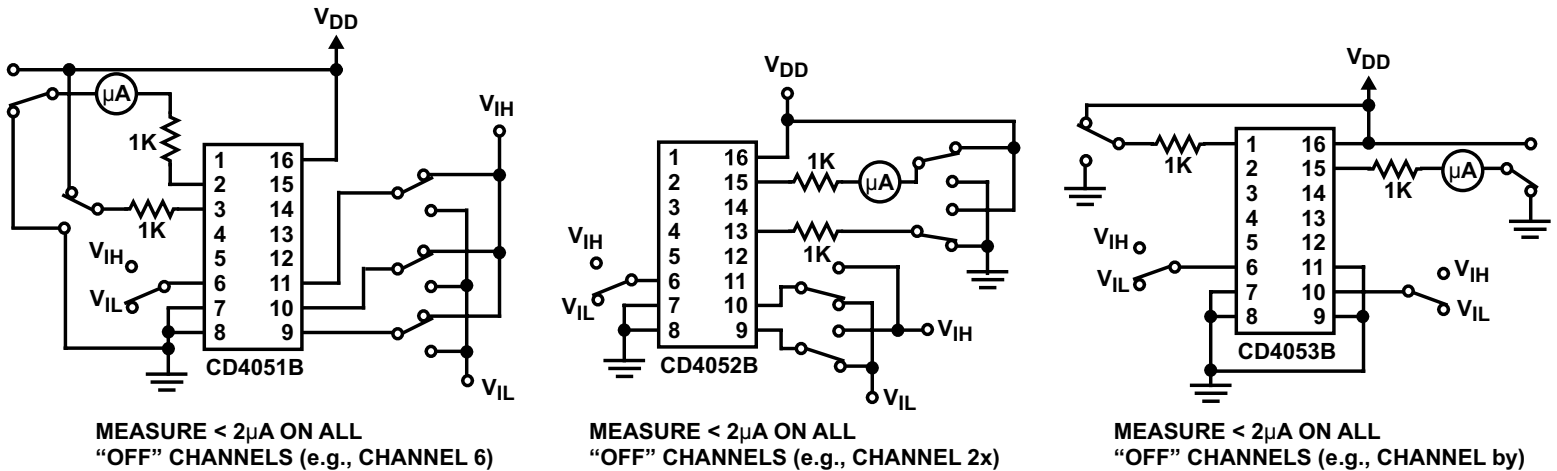 VDD
µA
1K
1K
VIH
1 16
2 15
3 14
4 13
5 12
6 11
7 10
8 9
VIH
VIL
CD4051B
VIL
MEASURE < 2µA ON ALL
“OFF” CHANNELS (e.g., CHANNEL 6)
VDD
1K
µA
1K
1 16
2 15
3 14
4 13
5 12
6 11
7 10
8 9
VIH
VIL
VIH
CD4052B
VIL
MEASURE < 2µA ON ALL
“OFF” CHANNELS (e.g., CHANNEL 2x)
VDD
1K
1 16
2 15
3 14
4 13
5 12
6 11
7 10
8 9
1K
µA
VIH
VIL
VIH
VIL
CD4053B
MEASURE < 2µA ON ALL
“OFF” CHANNELS (e.g., CHANNEL by)